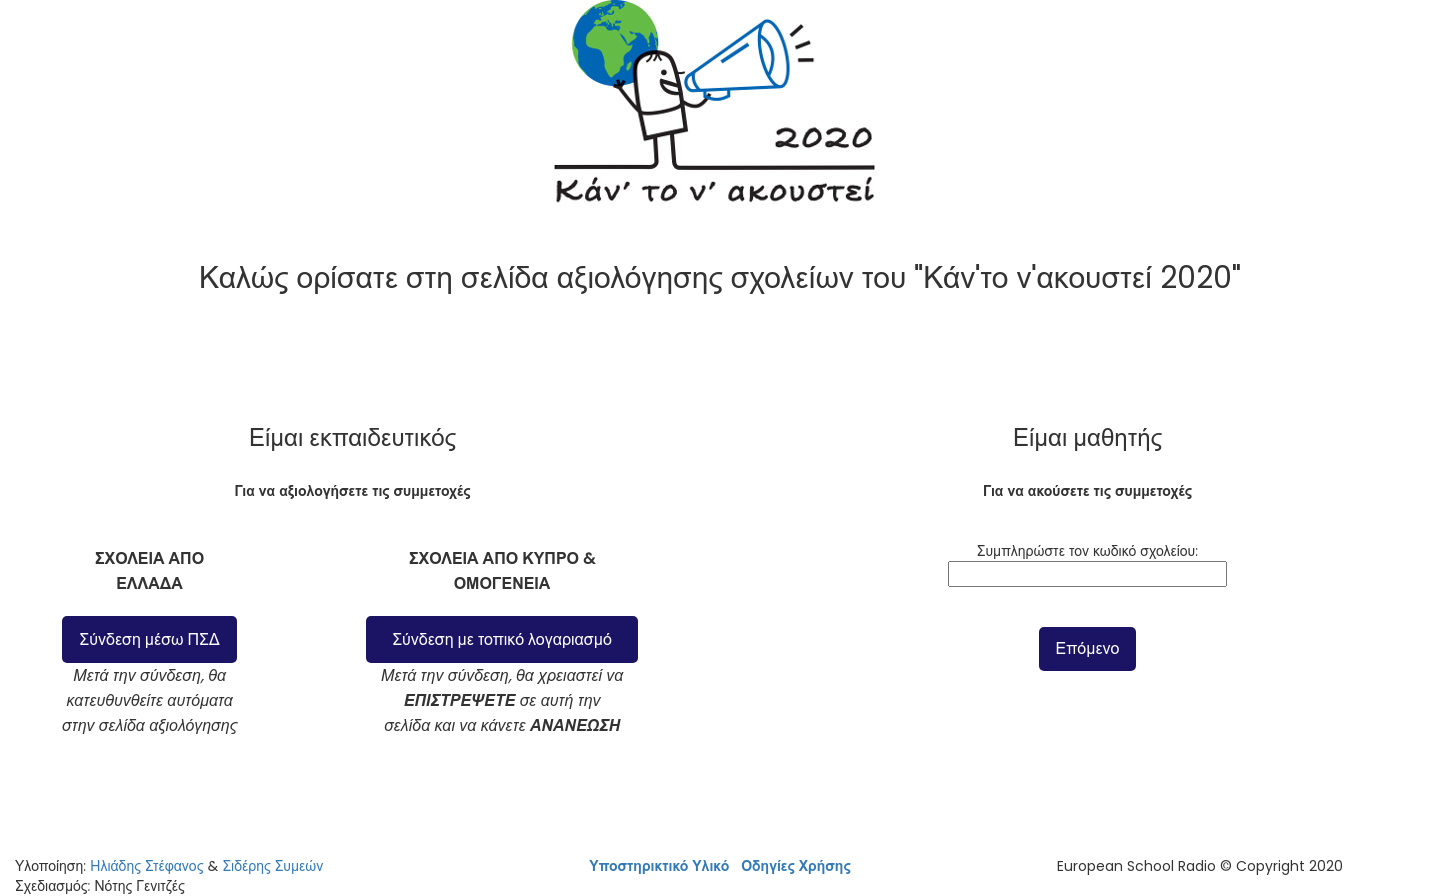 2020
Κάν' το ν' ακουστεί
Καλώς ορίσατε στη σελίδα αξιολόγησης σχολείων του "Κάν'το ν'ακουστεί 2020"
Είμαι εκπαιδευτικός
Για να αξιολογήσετε τις συμμετοχές
ΣΧΟΛΕΙΑ ΑΠΟ
ΕΛΛΑΔΑ
Σύνδεση μέσω ΠΣΔ
Μετά την σύνδεση, θα
κατευθυνθείτε αυτόματα
στην σελίδα αξιολόγησης
ΣΧΟΛΕΙΑ ΑΠΟ ΚΥΠΡΟ &
ΟΜΟΓΕΝΕΙΑ
Σύνδεση με τοπικό λογαριασμό
Μετά την σύνδεση, θα χρειαστεί να
ΕΠΙΣΤΡΕΨΕΤΕ σε αυτή την
σελίδα και να κάνετε ΑΝΑΝΕΩΣΗ
Είμαι μαθητής
Για να ακούσετε τις συμμετοχές
Συμπληρώστε τον κωδικό σχολείου:
Επόμενο
Υλοποίηση: Ηλιάδης Στέφανος & Σιδέρης Συμεών
Σχεδιασμός: Νότης Γενιτζές
Υποστηρικτικό Υλικό Οδηγίες Χρήσης
European School Radio © Copyright 2020